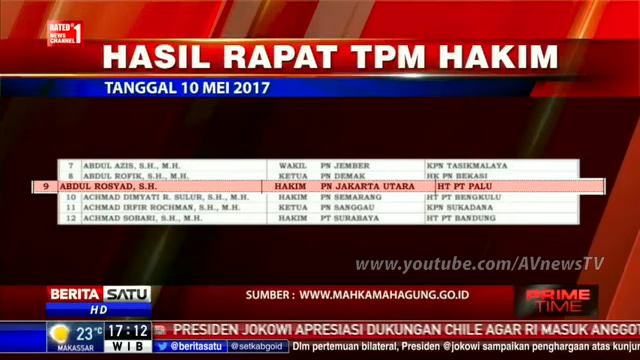 RATED #1
NEWS
CHANNEL
HASIL RAPAT TPM HAKIM
TANGGAL 10 MEI 2017
7 ABDUL AZIS, S.H., M.H. WAKIL PN JEMBER KPN TASIKMALAYA
8 ABDUL ROFIK, S.H., M.H. KETUA PN DEMAK HK PN BEKASI
9 ABDUL ROSYAD, S.H. HAKIM PN JAKARTA UTARA HT PT PALU
10 ACHMAD DIMYATI R. SULUR, S.H., M.H. HAKIM PN SEMARANG HT PT BENGKULU
11 ACHMAD IRFIR ROCHMAN, S.H., M.H. KETUA PN SANGGAU KPN SUKADANA
12 ACHMAD SOBARI, S.H., M.H. HAKIM PT SURABAYA HT PT BANDUNG
www.youtube.com/AVnewsTV
BERITA SATU HD
SUMBER : WWW.MAHKAMAHAGUNG.GO.ID
PRIME TIME
23°C MAKASSAR
17:12 WIB
PRESIDEN JOKOWI APRESIASI DUKUNGAN CHILE AGAR RI MASUK ANGGOT
@beritasatu @setkabgoid Dlm pertemuan bilateral, Presiden @jokowi sampaikan penghargaan atas kunju